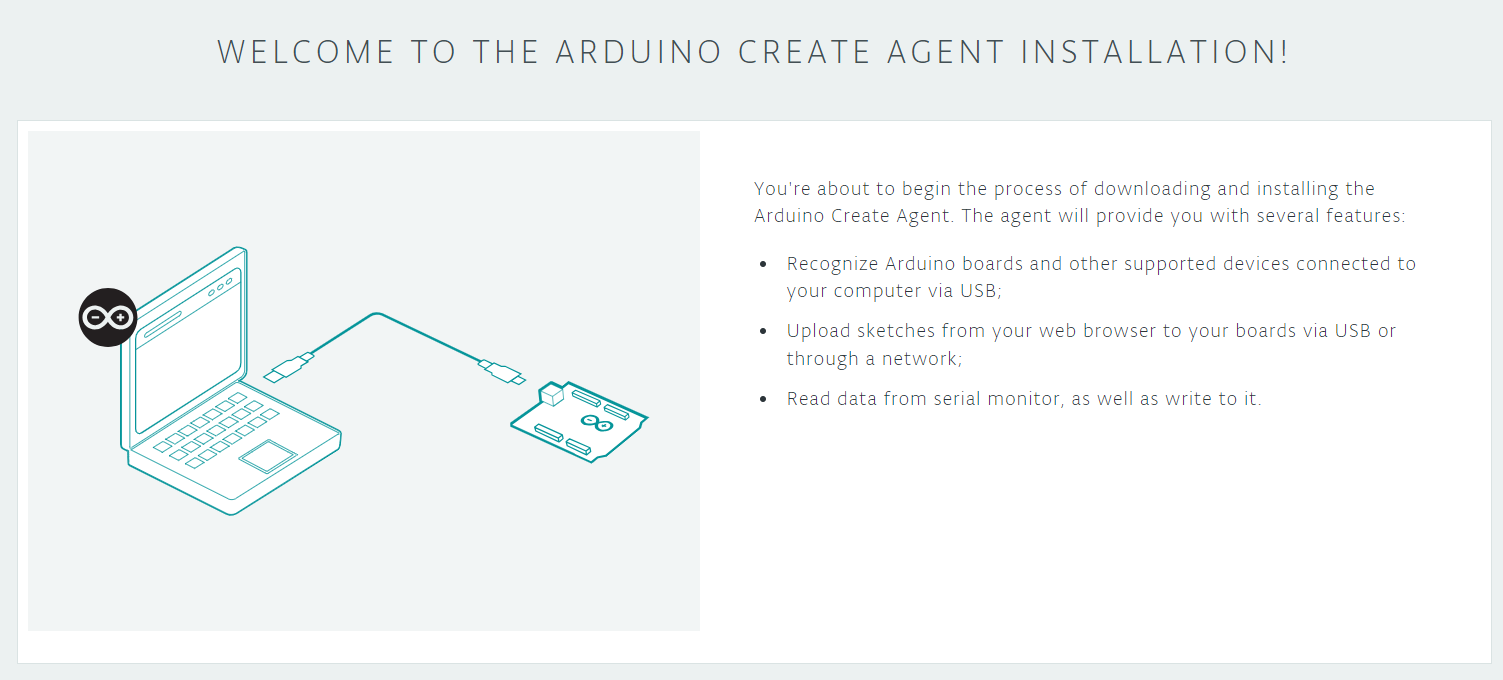 WELCOME TO THE ARDUINO CREATE AGENT INSTALLATION!
You're about to begin the process of downloading and installing the
Arduino Create Agent. The agent will provide you with several features:
• Recognize Arduino boards and other supported devices connected to
your computer via USB;
• Upload sketches from your web browser to your boards via USB or
through a network;
• Read data from serial monitor, as well as write to it.